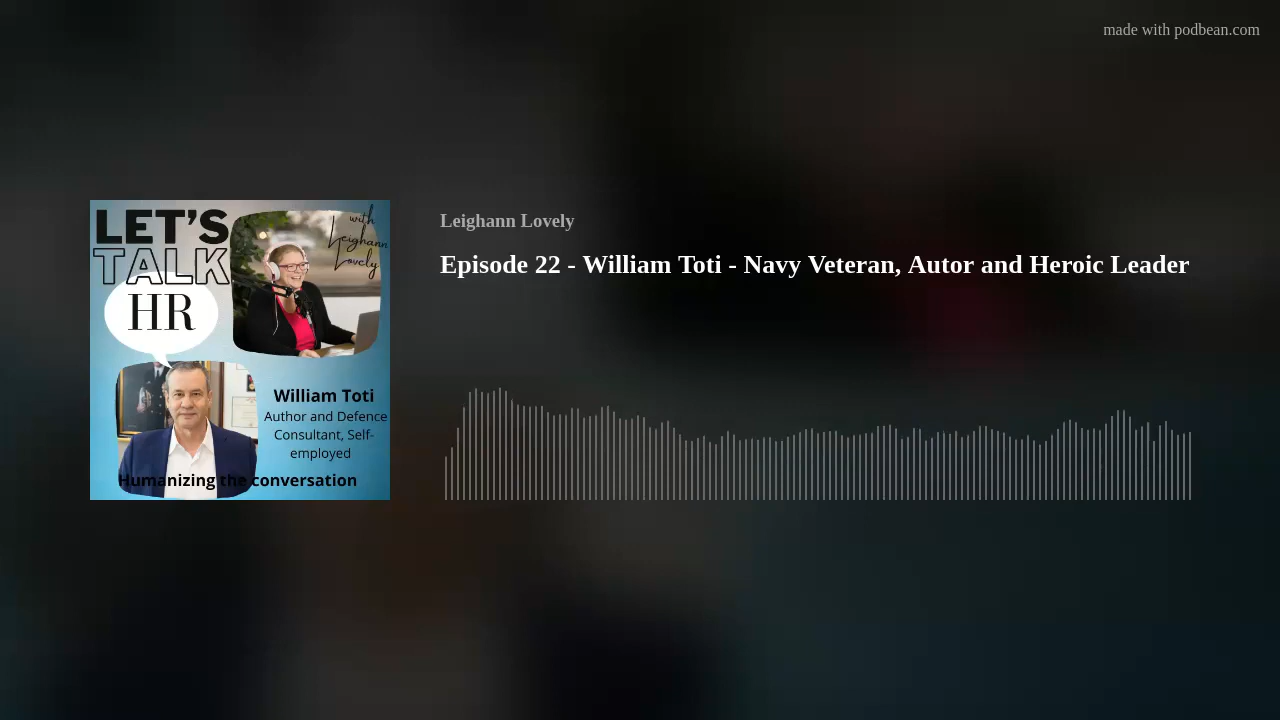 made with podbean.com
LET'S
TALK
HR
with
Leighann
Lovely
William Toti
Author and Defence
Consultant, Self-
employed
Humanizing the conversation
Leighann Lovely
Episode 22 - William Toti - Navy Veteran, Autor and Heroic Leader